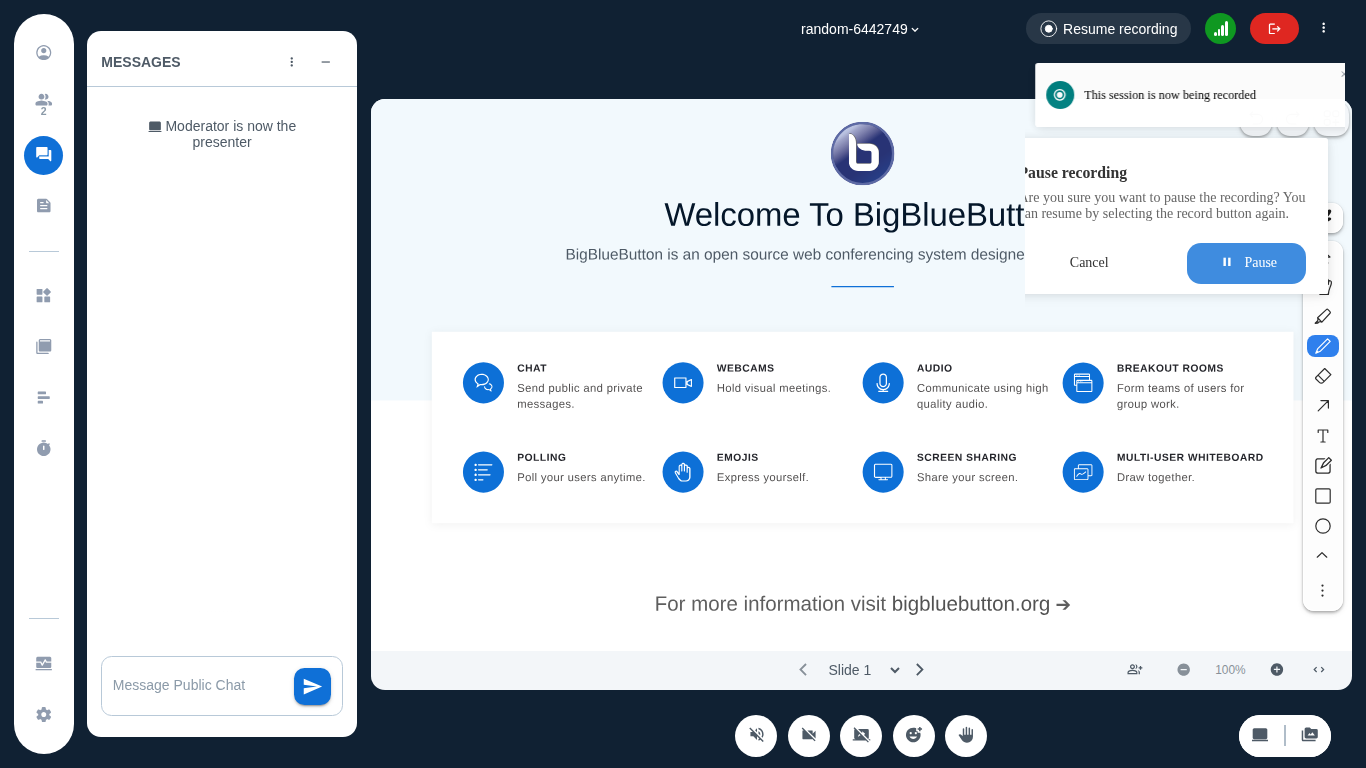 random-6442749
Resume recording
MESSAGES
2
Moderator is now the
presenter
This session is now being recorded
Pause recording
Are you sure you want to pause the recording? You
can resume by selecting the record button again.
Cancel
Pause
Welcome To BigBlueButt
BigBlueButton is an open source web conferencing system designe
CHAT
Send public and private
messages.
WEBCAMS
Hold visual meetings.
AUDIO
Communicate using high
quality audio.
BREAKOUT ROOMS
Form teams of users for
group work.
POLLING
Poll your users anytime.
EMOJIS
Express yourself.
SCREEN SHARING
Share your screen.
MULTI-USER WHITEBOARD
Draw together.
For more information visit bigbluebutton.org →
Message Public Chat
Slide 1
100%